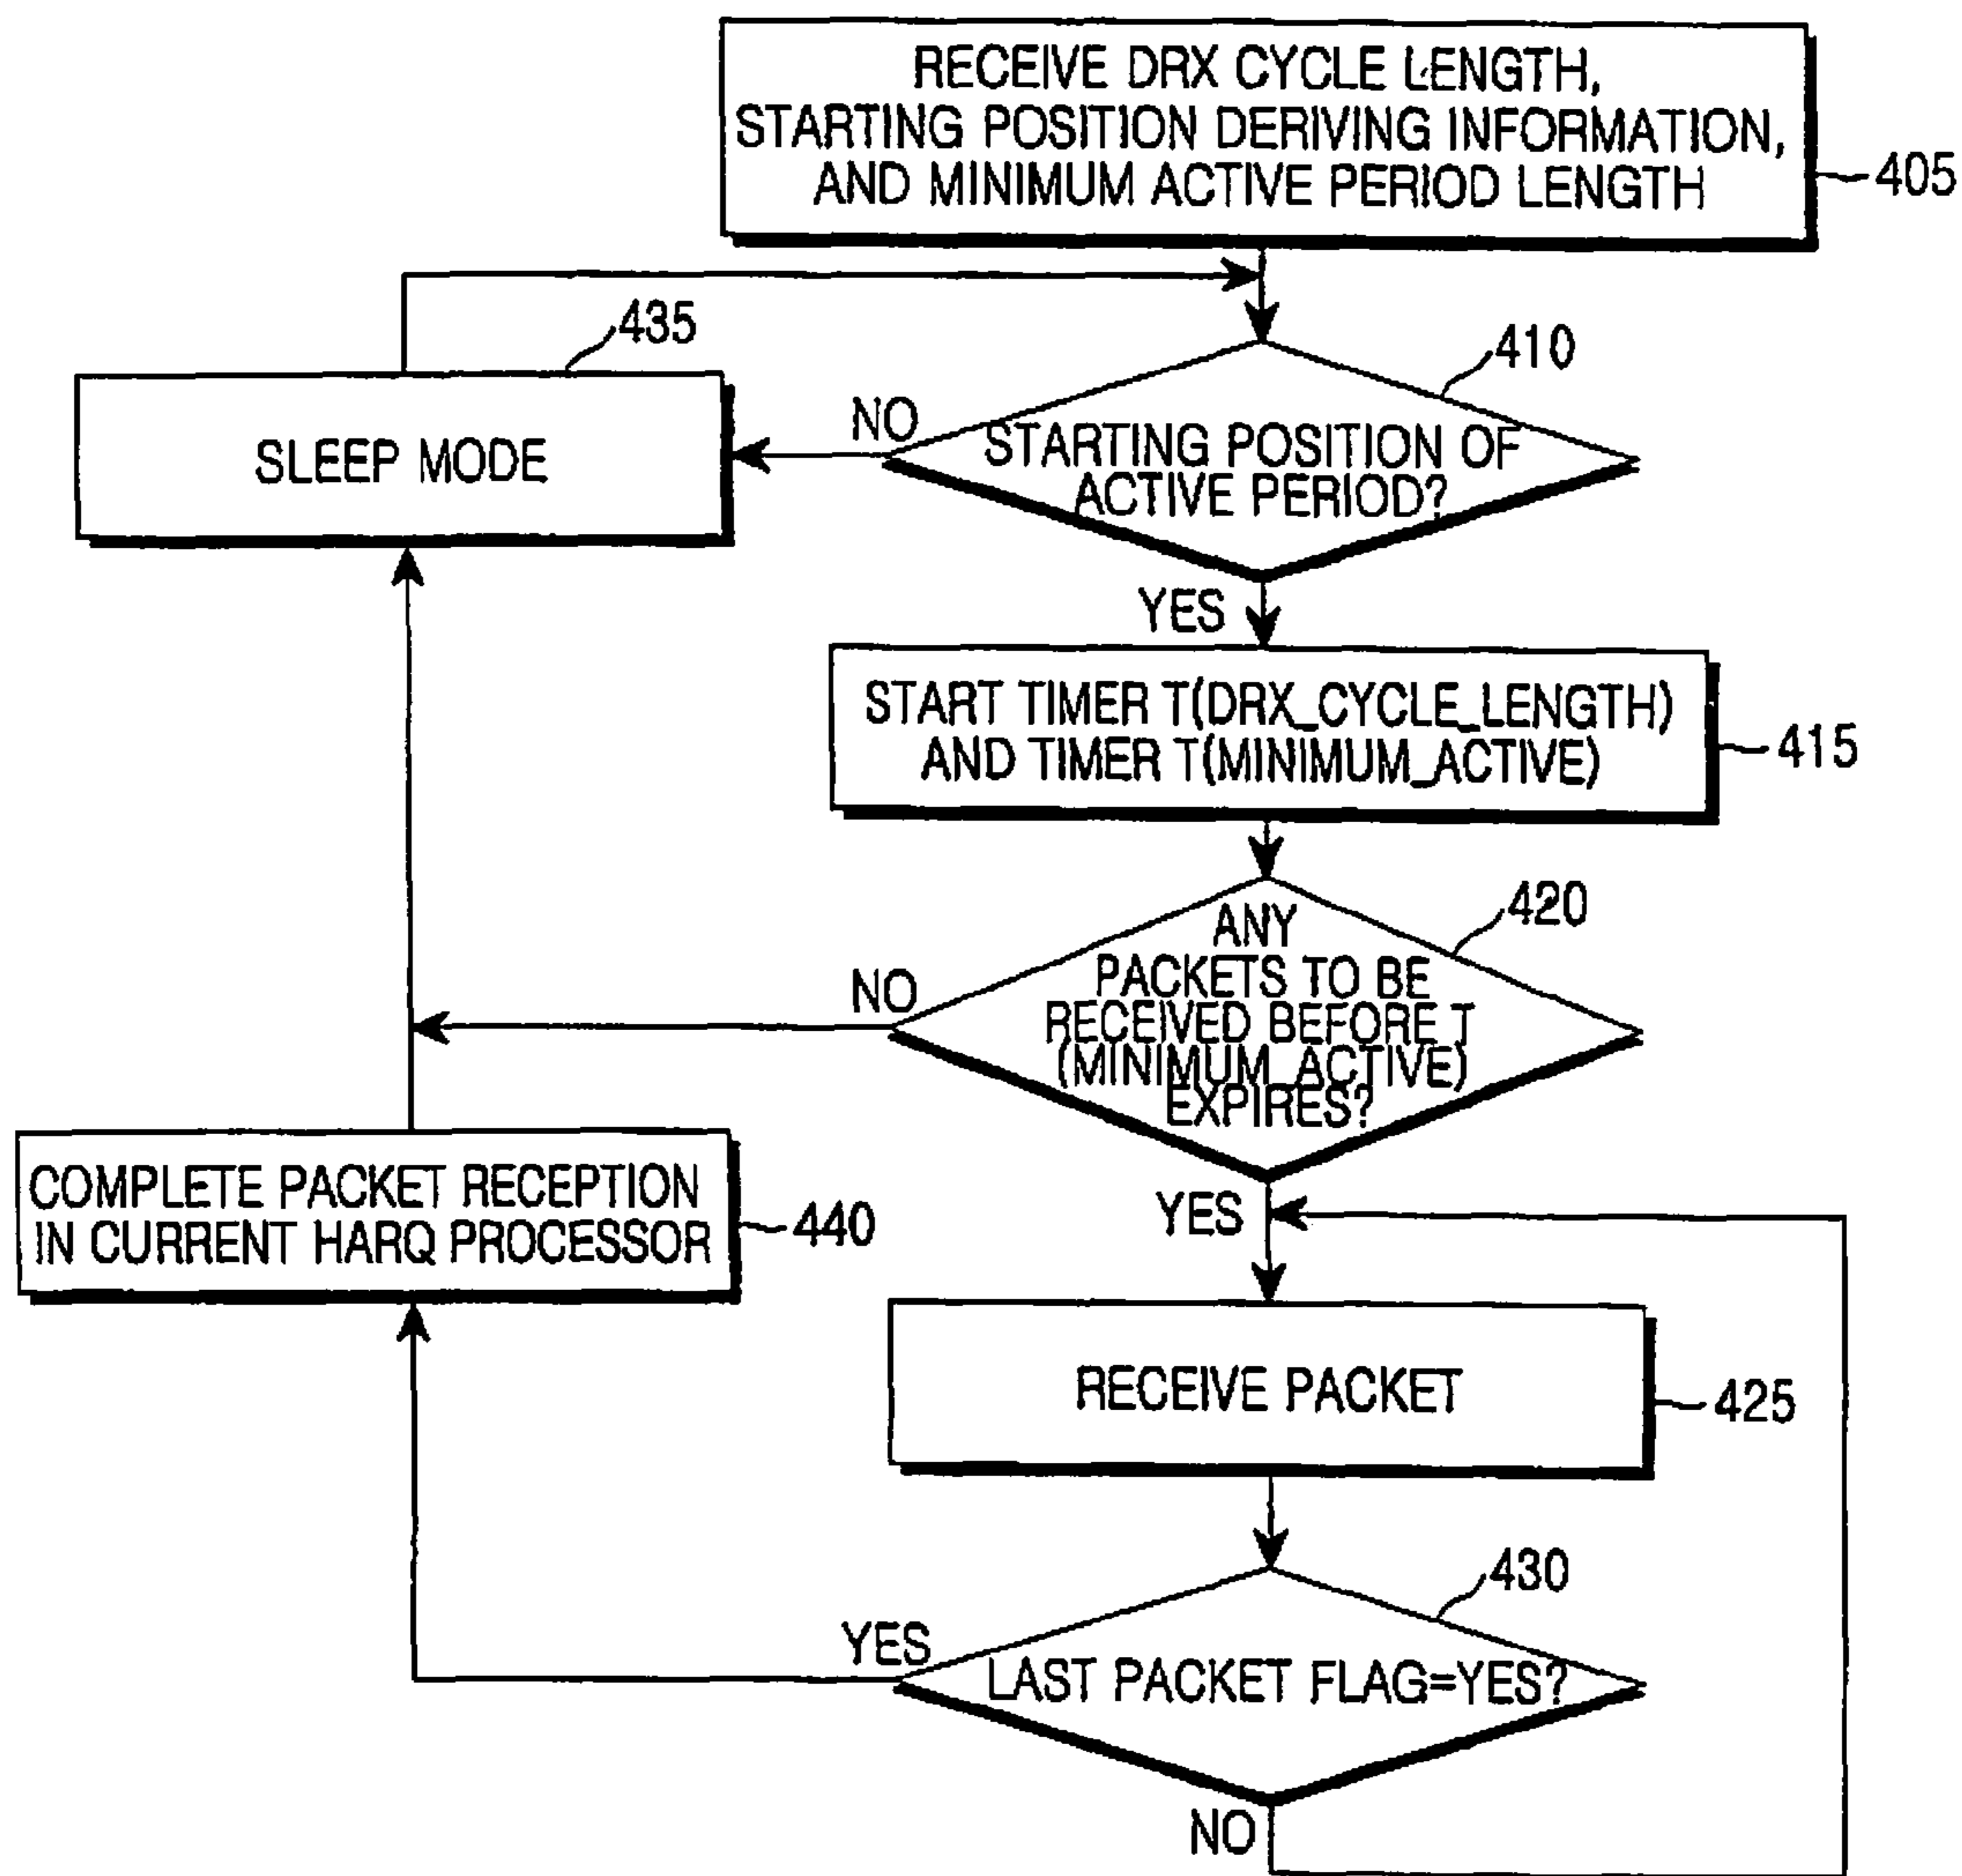 RECEIVE DRX CYCLE LENGTH,
STARTING POSITION DERIVING INFORMATION,
AND MINIMUM ACTIVE PERIOD LENGTH
405
435
410
NO
SLEEP MODE
STARTING POSITION OF
ACTIVE PERIOD?
YES
START TIMER T(DRX_CYCLE_LENGTH)
AND TIMER T(MINIMUM_ACTIVE)
415
420
ANY
PACKETS TO BE
RECEIVED BEFORE T
(MINIMUM_ACTIVE)
EXPIRES?
NO
YES
COMPLETE PACKET RECEPTION
IN CURRENT HARQ PROCESSOR
440
RECEIVE PACKET
425
430
YES
LAST PACKET FLAG=YES?
NO